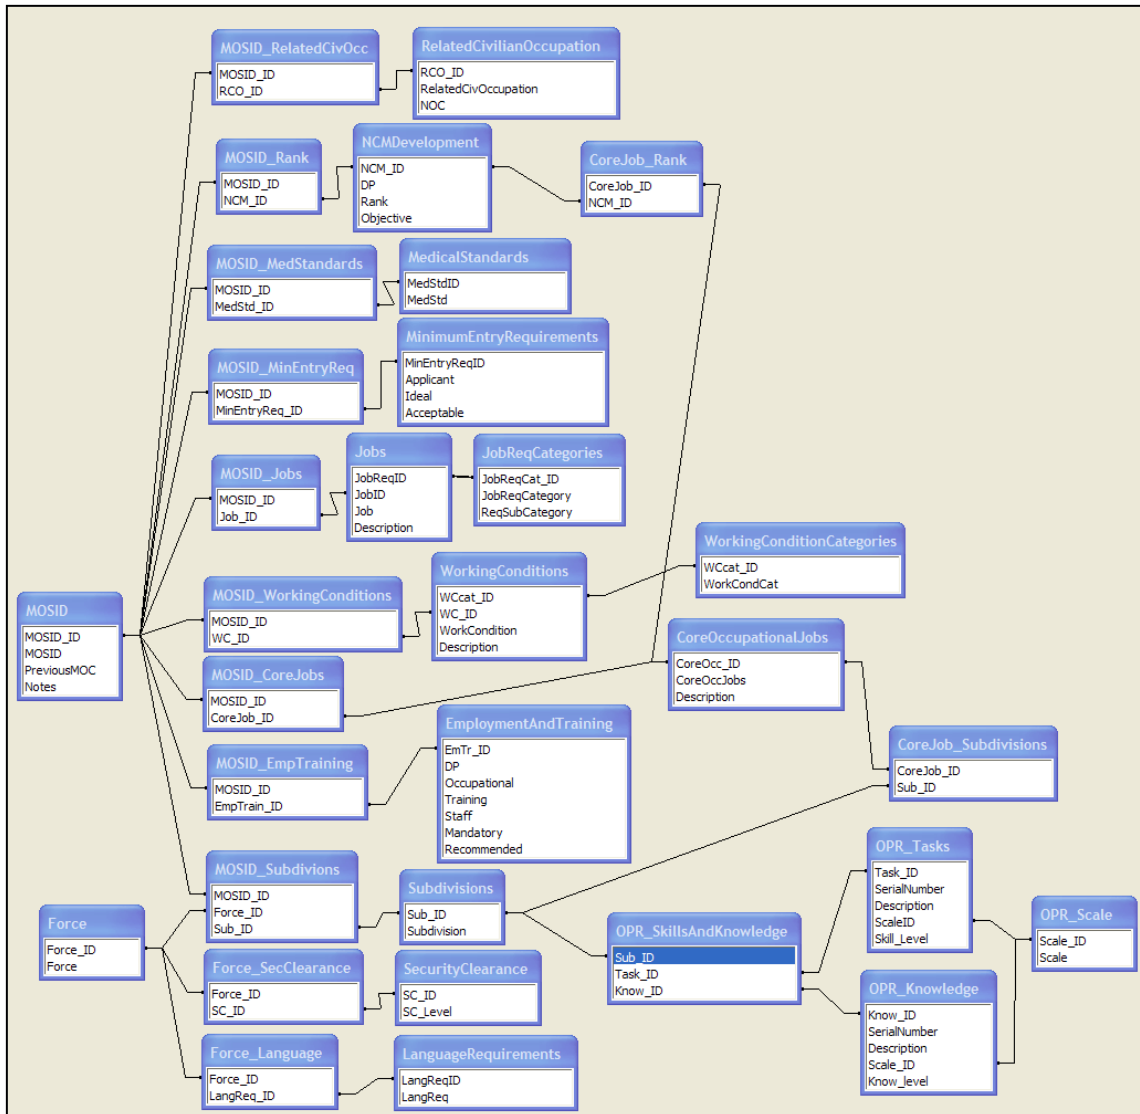 MOSID_RelatedCivOcc
MOSID_ID
RCO_ID
RelatedCivilianOccupation
RCO_ID
RelatedCivOccupation
NOC
MOSID_Rank
MOSID_ID
NCM_ID
NCMDevelopment
NCM_ID
DP
Rank
Objective
CoreJob_Rank
CoreJob_ID
NCM_ID
MOSID_MedStandards
MOSID_ID
MedStd_ID
MedicalStandards
MedStdID
MedStd
MOSID_MinEntryReq
MOSID_ID
MinEntryReq_ID
MinimumEntryRequirements
MinEntryReqID
Applicant
Ideal
Acceptable
MOSID_Jobs
MOSID_ID
Job_ID
Jobs
JobReqID
JobID
Job
Description
JobReqCategories
JobReqCat_ID
JobReqCategory
ReqSubCategory
MOSID
MOSID_ID
MOSID
PreviousMOC
Notes
MOSID_WorkingConditions
MOSID_ID
WC_ID
WorkingConditions
WCcat_ID
WC_ID
WorkCondition
Description
WorkingConditionCategories
WCcat_ID
WorkCondCat
MOSID_CoreJobs
MOSID_ID
CoreJob_ID
CoreOccupationalJobs
CoreOcc_ID
CoreOccJobs
Description
MOSID_EmpTraining
MOSID_ID
EmpTrain_ID
EmploymentAndTraining
EmTr_ID
DP
Occupational
Training
Staff
Mandatory
Recommended
CoreJob_Subdivisions
CoreJob_ID
Sub_ID
MOSID_Subdivions
MOSID_ID
Force_ID
Sub_ID
Subdivisions
Sub_ID
Subdivision
Force
Force_ID
Force
OPR_SkillsAndKnowledge
Sub_ID
Task_ID
Know_ID
OPR_Tasks
Task_ID
SerialNumber
Description
ScaleID
Skill_Level
OPR_Scale
Scale_ID
Scale
Force_SecClearance
Force_ID
SC_ID
SecurityClearance
SC_ID
SC_Level
OPR_Knowledge
Know_ID
SerialNumber
Description
Scale_ID
Know_level
Force_Language
Force_ID
LangReq_ID
LanguageRequirements
LangReqID
LangReq